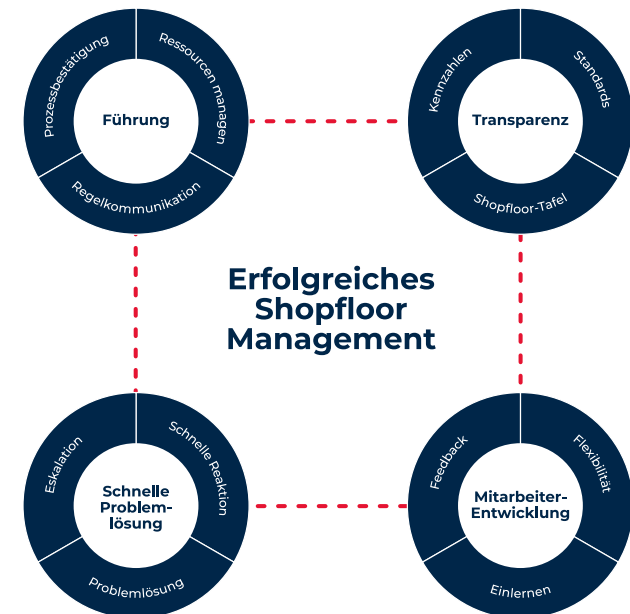 Prozessbestätigung
Ressourcen managen
Führung
Regelkommunikation
Kennzahlen
Standards
Transparenz
Shopfloor-Tafel
Erfolgreiches
Shopfloor
Management
Eskalation
Schnelle Reaktion
Schnelle
Problem-
lösung
Problemlösung
Feedback
Flexibilität
Mitarbeiter-
Entwicklung
Einlernen